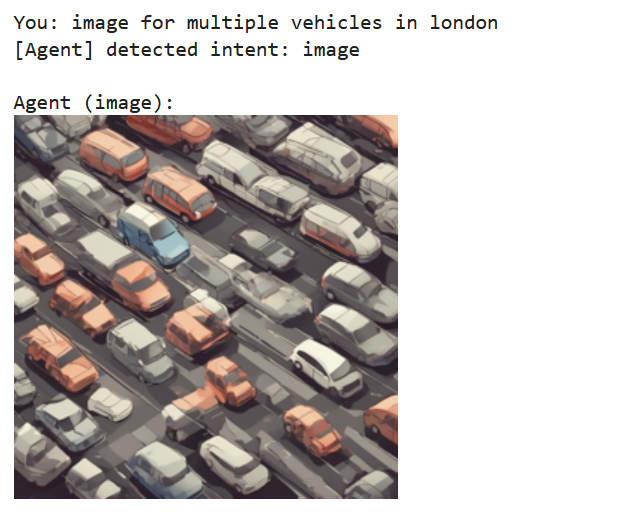 You: image for multiple vehicles in london
[Agent] detected intent: image
Agent (image):